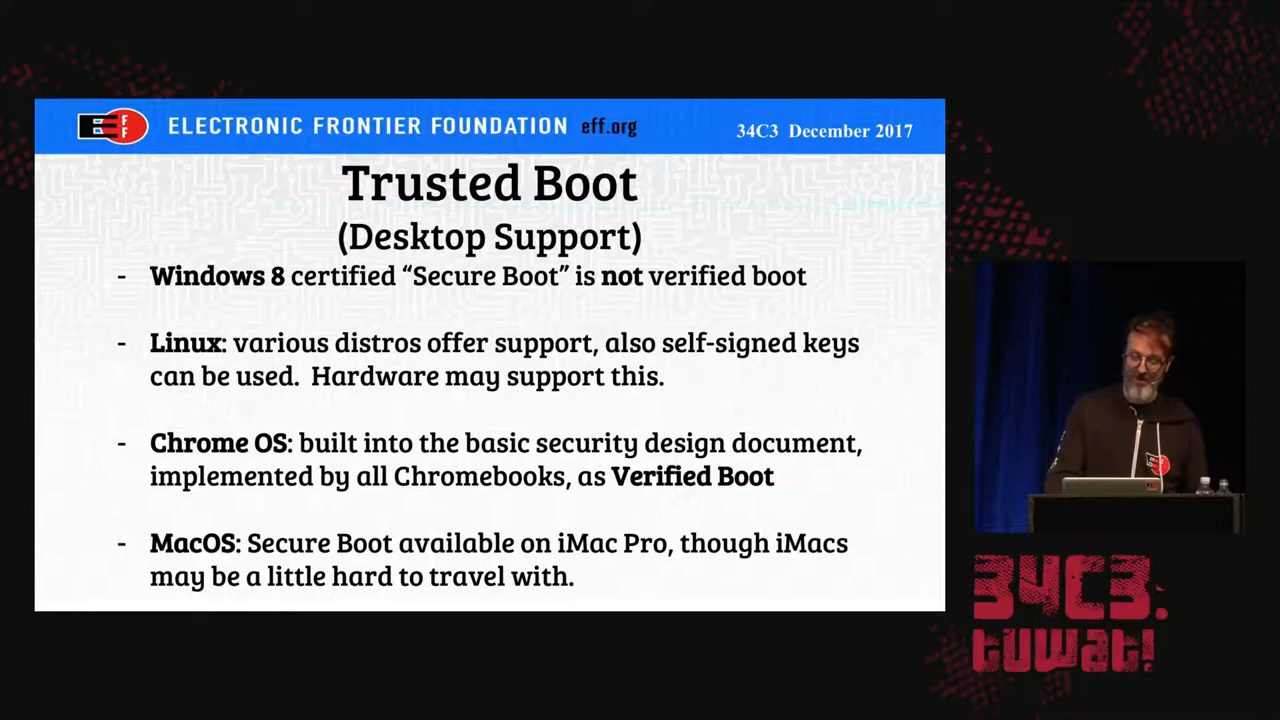 E F F ELECTRONIC FRONTIER FOUNDATION eff.org 34C3 December 2017
Trusted Boot
(Desktop Support)
- Windows 8 certified “Secure Boot” is not verified boot
- Linux: various distros offer support, also self-signed keys
can be used. Hardware may support this.
- Chrome OS: built into the basic security design document,
implemented by all Chromebooks, as Verified Boot
- MacOS: Secure Boot available on iMac Pro, though iMacs
may be a little hard to travel with.
34C3.
tuwat!